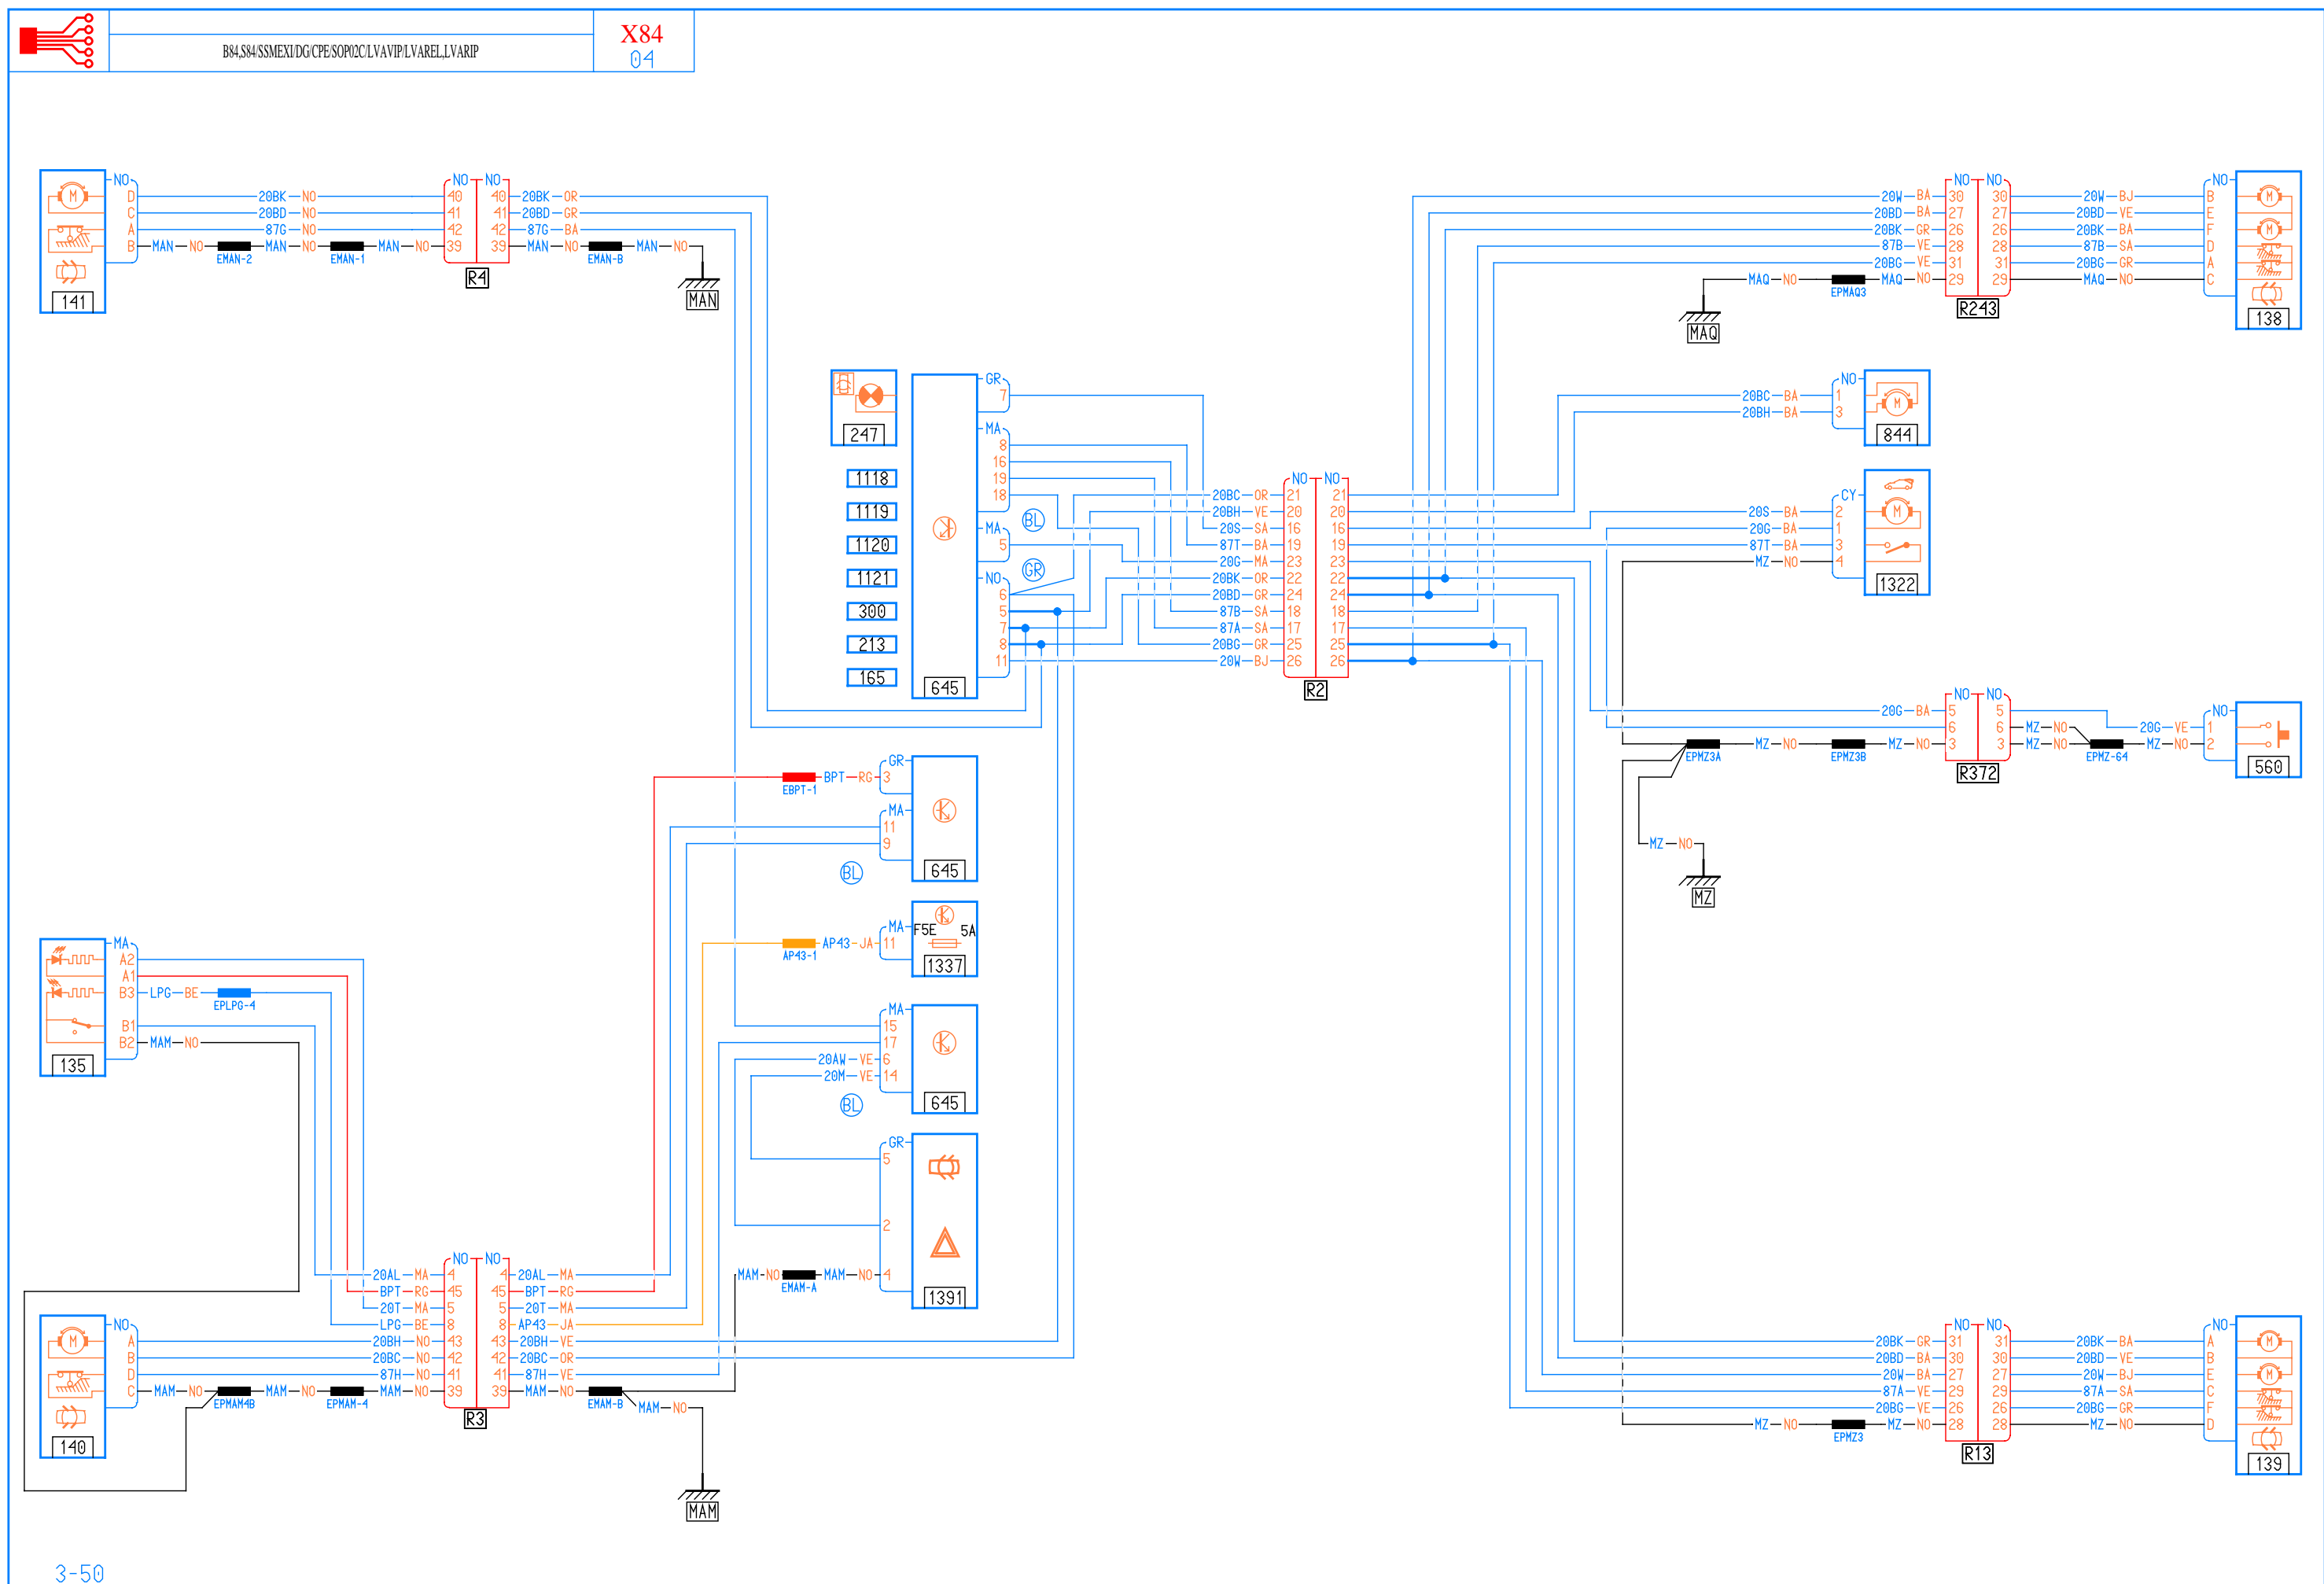 B84,S84/SSMEXI/DG/CPE/SOP02C/LVAVIP/LVAREL,LVARIP
X84
04
NO
D 20BK NO 40
C 20BD NO 41
A 87G NO 42
B MAN NO EMAN-2 MAN NO EMAN-1 MAN NO 39
141
NO NO
40 20BK OR
41 20BD GR
42 87G BA
39 MAN NO EMAN-B MAN NO
R4
MAN
20W BA 30
20BD BA 27
20BK GR 26
87B VE 28
20BG VE 31
MAQ NO EPMAQ3 MAQ NO 29
MAQ
NO NO
R243
30 20W BJ B
27 20BD VE E
26 20BK BA F
28 87B SA D
31 20BG GR A
29 MAQ NO C
NO
138
247
1118
1119
1120
1121
300
213
165
645
GR
7
MA
8
16
19
18
BL
MA
5
GR
NO
6
5
7
8
11
NO NO
20BC OR 21 21
20BH VE 20 20
20S SA 16 16
87T BA 19 19
20G MA 23 23
20BK OR 22 22
20BD GR 24 24
87B SA 18 18
87A SA 17 17
20BG GR 25 25
20W BJ 26 26
R2
NO
20BC BA 1
20BH BA 3
844
CY
20S BA 2
20G BA 1
87T BA 3
MZ NO 4
1322
NO NO
20G BA 5 5
6 6 MZ NO
EPMZ3A MZ NO EPMZ3B MZ NO 3 3 MZ NO EPMZ-64
R372
NO
20G VE 1
MZ NO 2
560
MZ NO
MZ
EBPT-1 BPT RG 3
GR
MA
11
9
BL
645
AP43-1 AP43 JA 11
MA
F5E 5A
1337
MA
15
17
20AW VE 6
20M VE 14
BL
645
GR
5
2
MAM NO EMAM-A MAM NO 4
1391
MA
A2
A1
B3 LPG BE EPLPG-4
B1
B2 MAM NO
135
NO NO
20AL MA 4 4 20AL MA
BPT RG 45 45 BPT RG
20T MA 5 5 20T MA
LPG BE 8 8 AP43 JA
NO
A 20BH NO 43 43 20BH VE
B 20BC NO 42 42 20BC OR
D 87H NO 41 41 87H VE
C MAM NO EPMAM4B MAM NO EPMAM-4 MAM NO 39 39 MAM NO EMAM-B MAM NO
140
R3
MAM
NO NO
20BK GR 31 31 20BK BA A
20BD BA 30 30 20BD VE B
20W BA 27 27 20W BJ E
87A VE 29 29 87A SA C
20BG VE 26 26 20BG GR F
MZ NO EPMZ3 MZ NO 28 28 MZ NO D
R13
NO
139
3-50